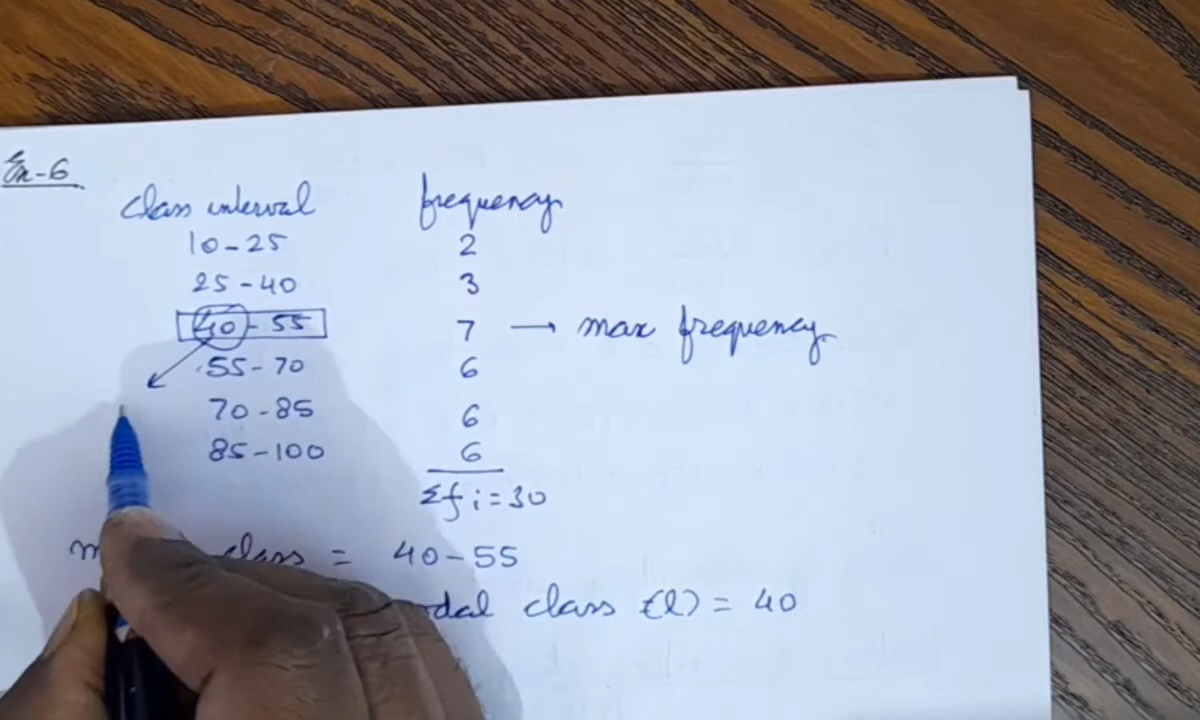 Ex-6
class interval frequency
10-25 2
25-40 3
40-55 7 → max frequency
55-70 6
70-85 6
85-100 6
Σfi=30
class = 40-55
class (l) = 40